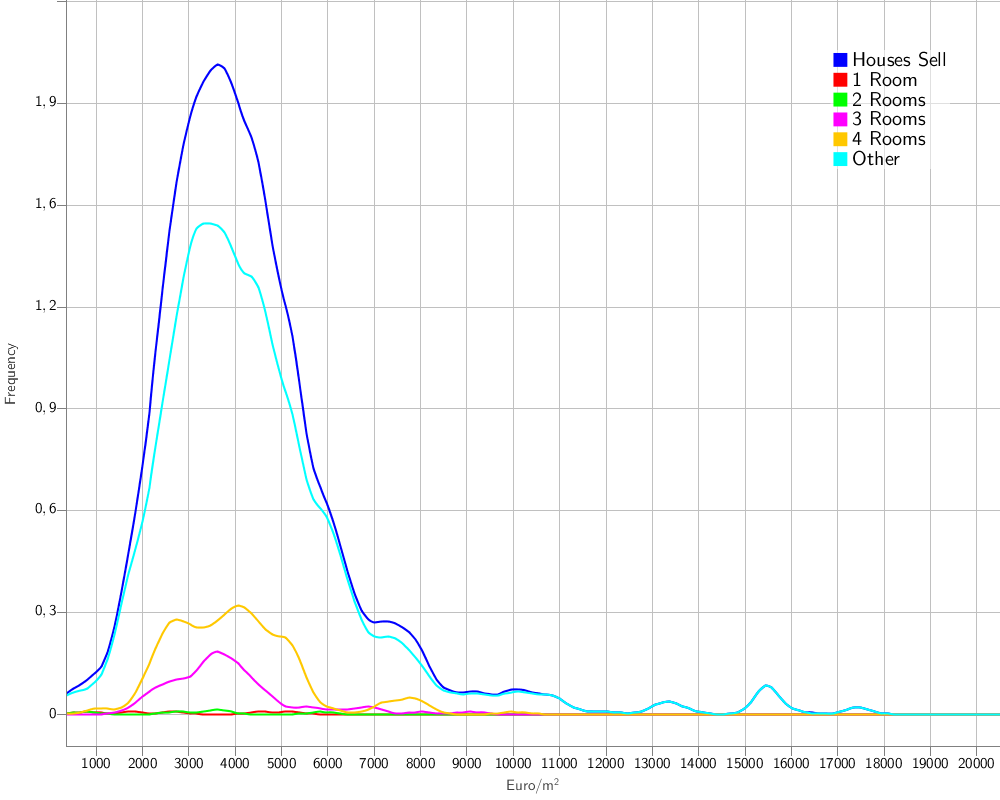 Houses Sell
1 Room
2 Rooms
3 Rooms
4 Rooms
Other
1, 9
1, 6
1, 2
0, 9
0, 6
0, 3
0
Frequency
1000 2000 3000 4000 5000 6000 7000 8000 9000 10000 11000 12000 13000 14000 15000 16000 17000 18000 19000 20000
Euro/m²